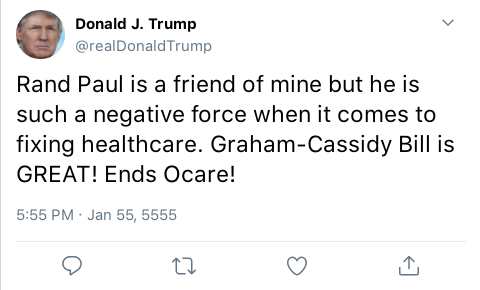 Donald J. Trump
@realDonaldTrump
Rand Paul is a friend of mine but he is
such a negative force when it comes to
fixing healthcare. Graham-Cassidy Bill is
GREAT! Ends Ocare!
5:55 PM · Jan 55, 5555